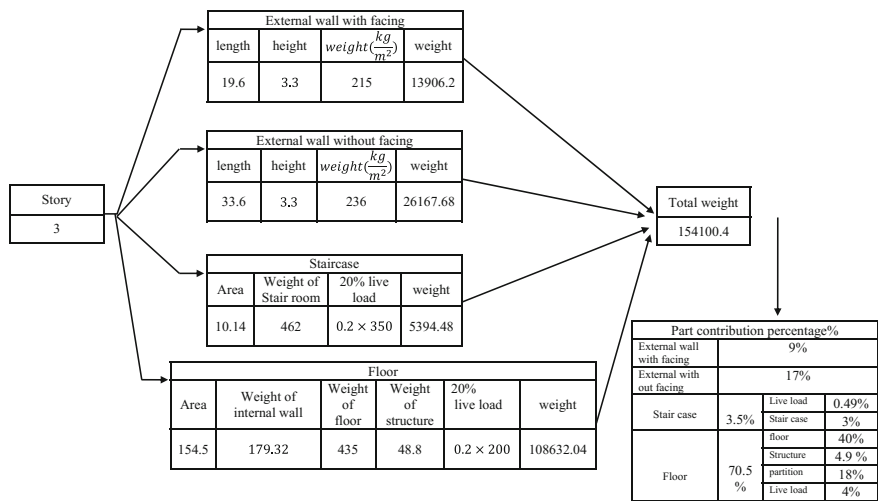 External wall with facing
length height weight(kg/m²) weight
19.6 3.3 215 13906.2
External wall without facing
length height weight(kg/m²) weight
33.6 3.3 236 26167.68
Story
3
Total weight
154100.4
Staircase
Area Weight of Stair room 20% live load weight
10.14 462 0.2 × 350 5394.48
Floor
Area Weight of internal wall Weight of floor Weight of structure 20% live load weight
154.5 179.32 435 48.8 0.2 × 200 108632.04
Part contribution percentage%
External wall with facing 9%
External with out facing 17%
Stair case 3.5% Live load 0.49%
Stair case 3%
Floor 70.5 % floor 40%
Structure 4.9 %
partition 18%
Live load 4%